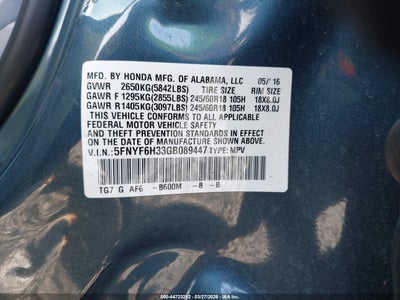 MFD. BY HONDA MFG. OF ALABAMA, LLC 05/16
GVWR 2650KG(5842LBS) TIRE SIZE RIM SIZE
GAWR F 1295KG(2855LBS) 245/60R18 105H 18X8.0J
GAWR R 1405KG(3097LBS) 245/60R18 105H 18X8.0J
THIS VEHICLE CONFORMS TO ALL APPLICABLE
FEDERAL MOTOR VEHICLE SAFETY AND THEFT
PREVENTION STANDARDS IN EFFECT ON THE DATE
OF MANUFACTURE SHOWN ABOVE.
V.I.N.: 5FNYF6H33GB089447 TYPE: MPV
TG7 G AF6 -B600M -B -B
000-44723253 - 03/27/2026 - IAA